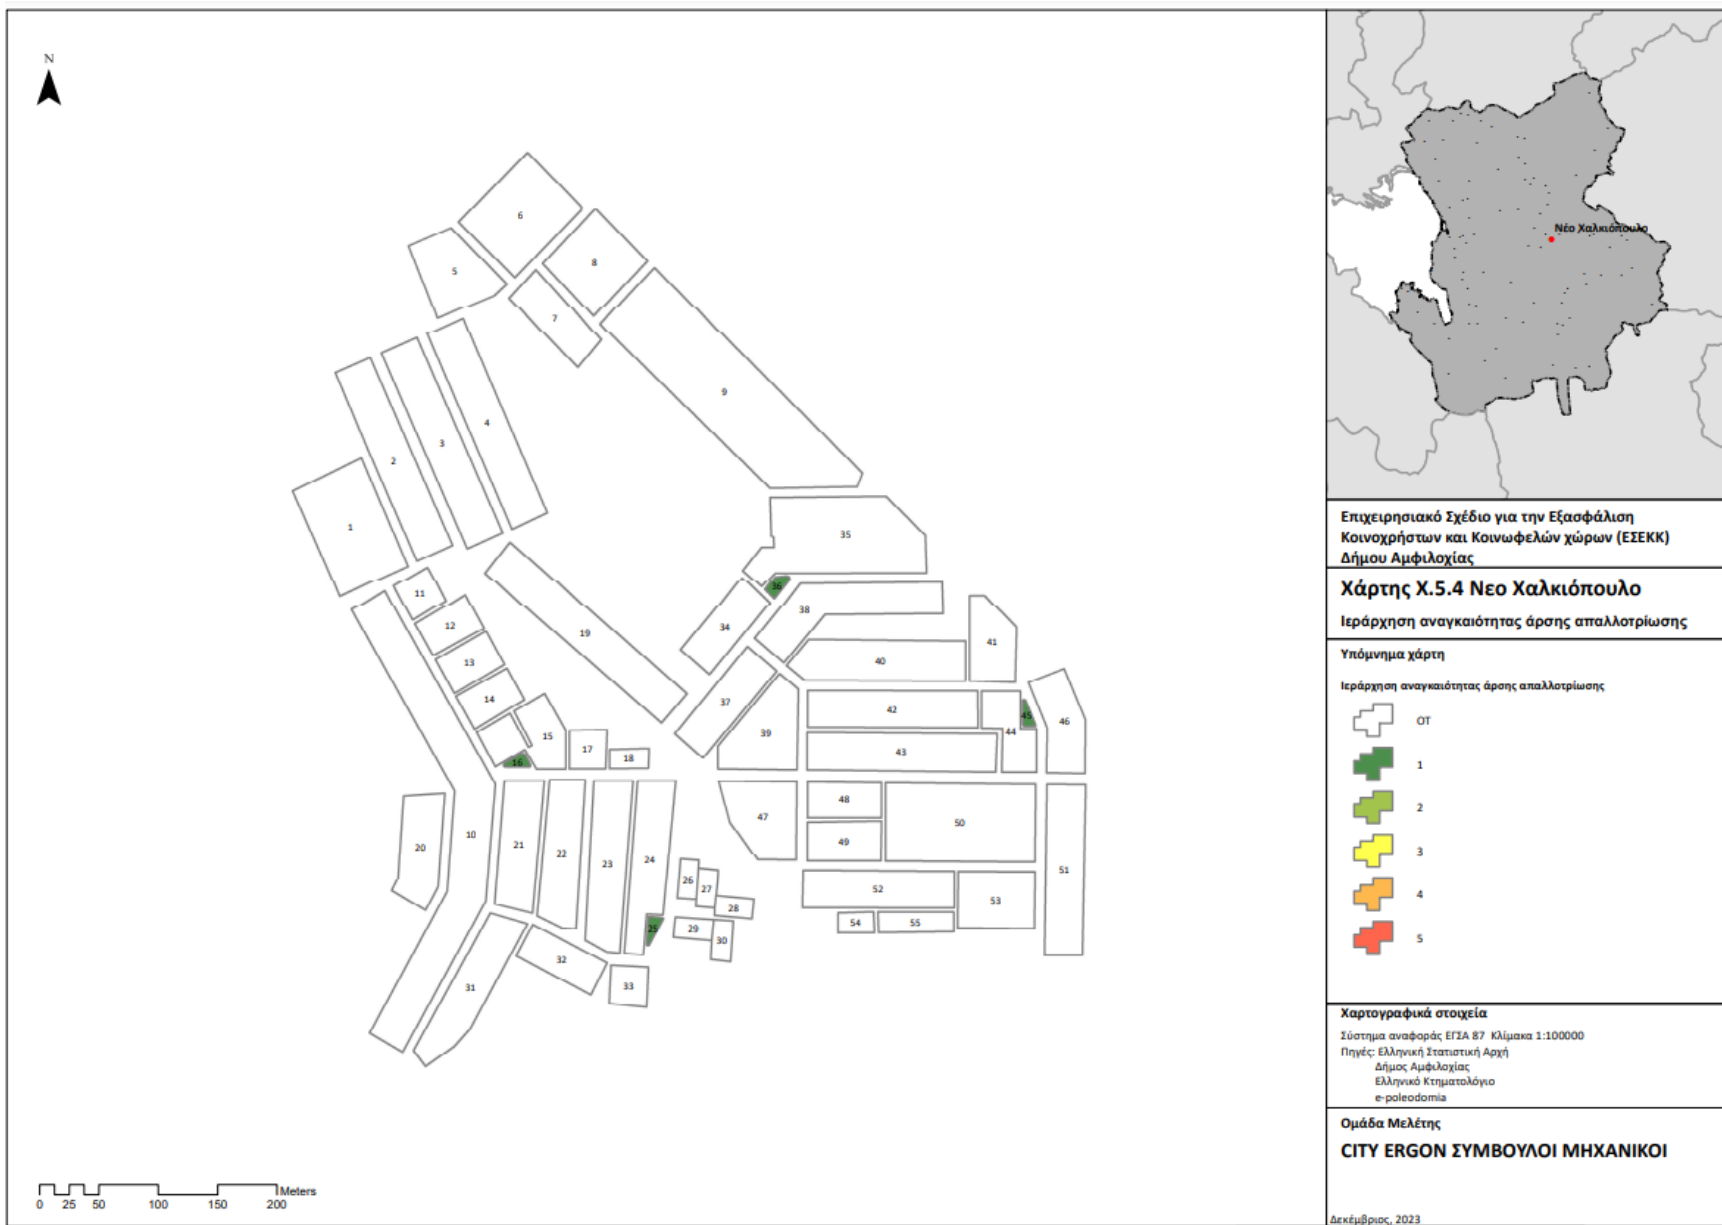 N
6
5
8
7
9
4
3
2
1
35
11
36
12
34
38
19
41
13
40
14
37
42
45
46
15
39
44
17
43
18
16
48
47
50
10
49
21
20
22
23
24
51
26
27
52
28
53
54
55
25
29
30
32
31
33
Meters
0 25 50 100 150 200
Νέο Χαλκιόπουλο
Επιχειρησιακό Σχέδιο για την Εξασφάλιση
Κοινοχρήστων και Κοινωφελών χώρων (ΕΣΕΚΚ)
Δήμου Αμφιλοχίας
Χάρτης Χ.5.4 Νεο Χαλκιόπουλο
Ιεράρχηση αναγκαιότητας άρσης απαλλοτρίωσης
Υπόμνημα χάρτη
Ιεράρχηση αναγκαιότητας άρσης απαλλοτρίωσης
ΟΤ
1
2
3
4
5
Χαρτογραφικά στοιχεία
Σύστημα αναφοράς ΕΓΣΑ 87 Κλίμακα 1:100000
Πηγές: Ελληνική Στατιστική Αρχή
Δήμος Αμφιλοχίας
Ελληνικό Κτηματολόγιο
e-poleodomia
Ομάδα Μελέτης
CITY ERGON ΣΥΜΒΟΥΛΟΙ ΜΗΧΑΝΙΚΟΙ
Δεκέμβριος, 2023